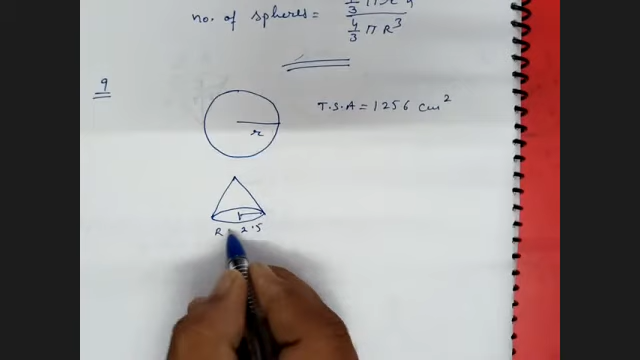 no. of spheres =
4/3 π R³
9
T.S.A = 1256 cm²
r
r
R = 2.5